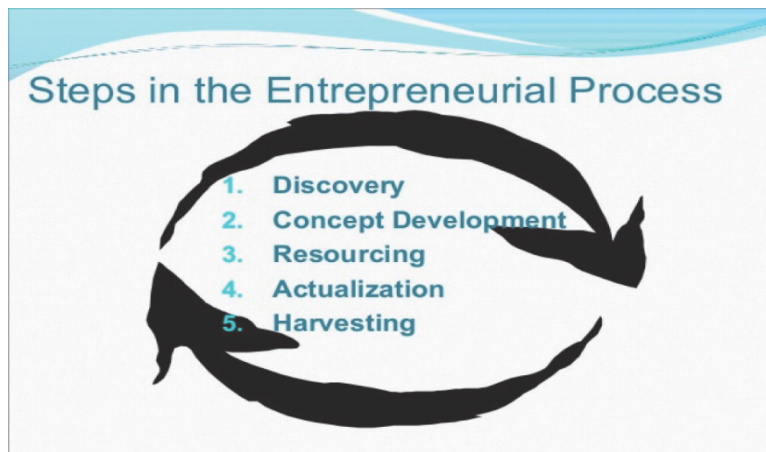 Steps in the Entrepreneurial Process
1. Discovery
2. Concept Development
3. Resourcing
4. Actualization
5. Harvesting